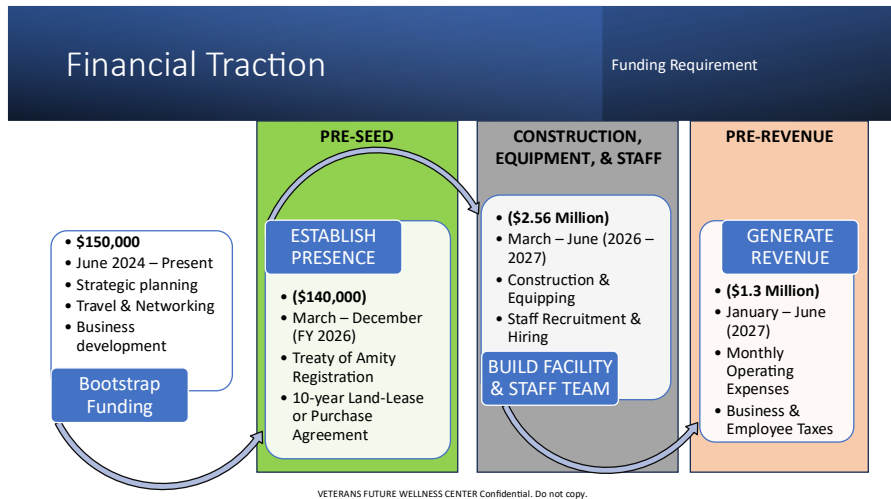 Financial Traction
Funding Requirement
• $150,000
• June 2024 – Present
• Strategic planning
• Travel & Networking
• Business
development
Bootstrap
Funding
PRE-SEED
ESTABLISH
PRESENCE
• ($140,000)
• March – December
(FY 2026)
• Treaty of Amity
Registration
• 10-year Land-Lease
or Purchase
Agreement
CONSTRUCTION,
EQUIPMENT, & STAFF
• ($2.56 Million)
• March – June (2026 –
2027)
• Construction &
Equipping
• Staff Recruitment &
Hiring
BUILD FACILITY
& STAFF TEAM
PRE-REVENUE
GENERATE
REVENUE
• ($1.3 Million)
• January – June
(2027)
• Monthly
Operating
Expenses
• Business &
Employee Taxes
VETERANS FUTURE WELLNESS CENTER Confidential. Do not copy.